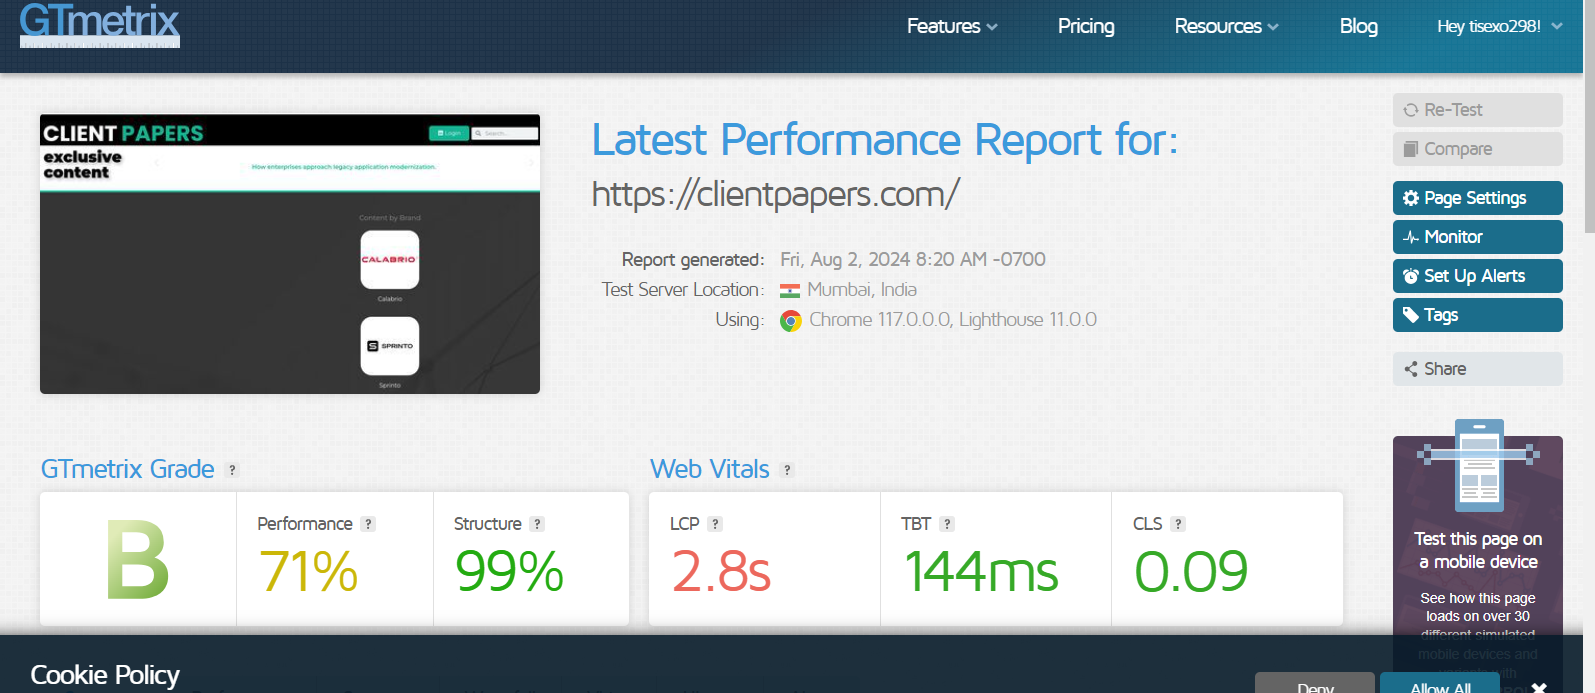 GTmetrix
Features
Pricing
Resources
Blog
Hey tisexo298!
CLIENT PAPERS
Login
Search...
exclusive
content
How enterprises approach legacy application modernization.
Content by Brand
CALABRIO
Calabrio
S SPRINTO
Sprinto
Latest Performance Report for:
https://clientpapers.com/
Report generated: Fri, Aug 2, 2024 8:20 AM -0700
Test Server Location: Mumbai, India
Using: Chrome 117.0.0.0, Lighthouse 11.0.0
Re-Test
Compare
Page Settings
Monitor
Set Up Alerts
Tags
Share
GTmetrix Grade ?
B
Performance ?
71%
Structure ?
99%
Web Vitals ?
LCP ?
2.8s
TBT ?
144ms
CLS ?
0.09
Test this page on
a mobile device
See how this page
loads on over 30
different simulated
mobile devices and
with
Cookie Policy
Deny
Allow All